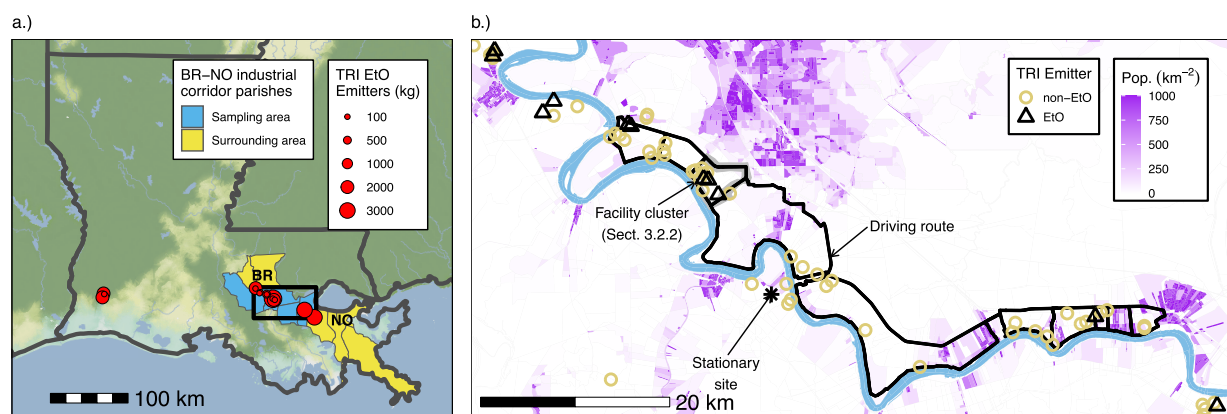 a.)
BR−NO industrial
corridor parishes
Sampling area
Surrounding area
TRI EtO
Emitters (kg)
100
500
1000
2000
3000
BR
NO
100 km
b.)
TRI Emitter
non−EtO
EtO
Pop. (km⁻²)
1000
750
500
250
0
Facility cluster
(Sect. 3.2.2)
Driving route
Stationary
site
20 km